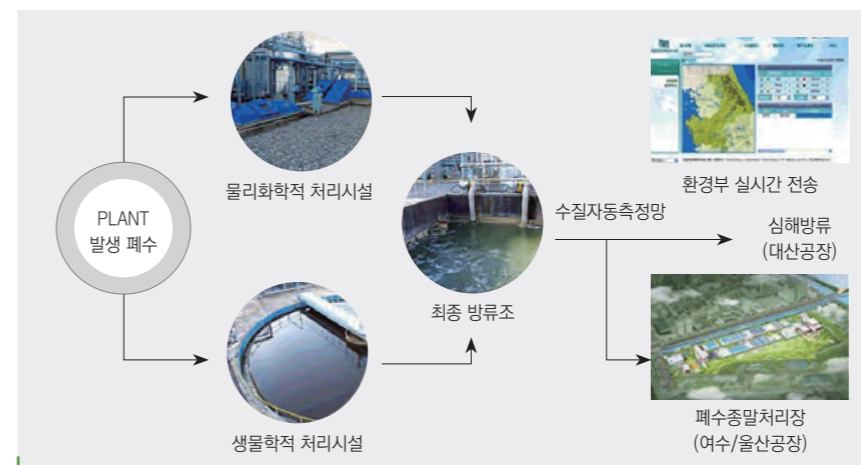 PLANT
발생 폐수
물리화학적 처리시설
생물학적 처리시설
최종 방류조
수질자동측정망
환경부 실시간 전송
심해방류
(대산공장)
폐수종말처리장
(여수/울산공장)